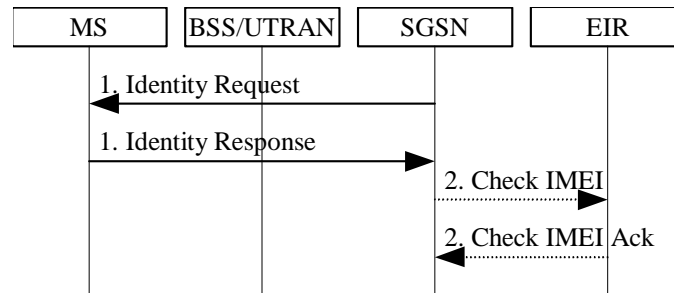 MS BSS/UTRAN SGSN EIR
1. Identity Request
1. Identity Response
2. Check IMEI
2. Check IMEI Ack